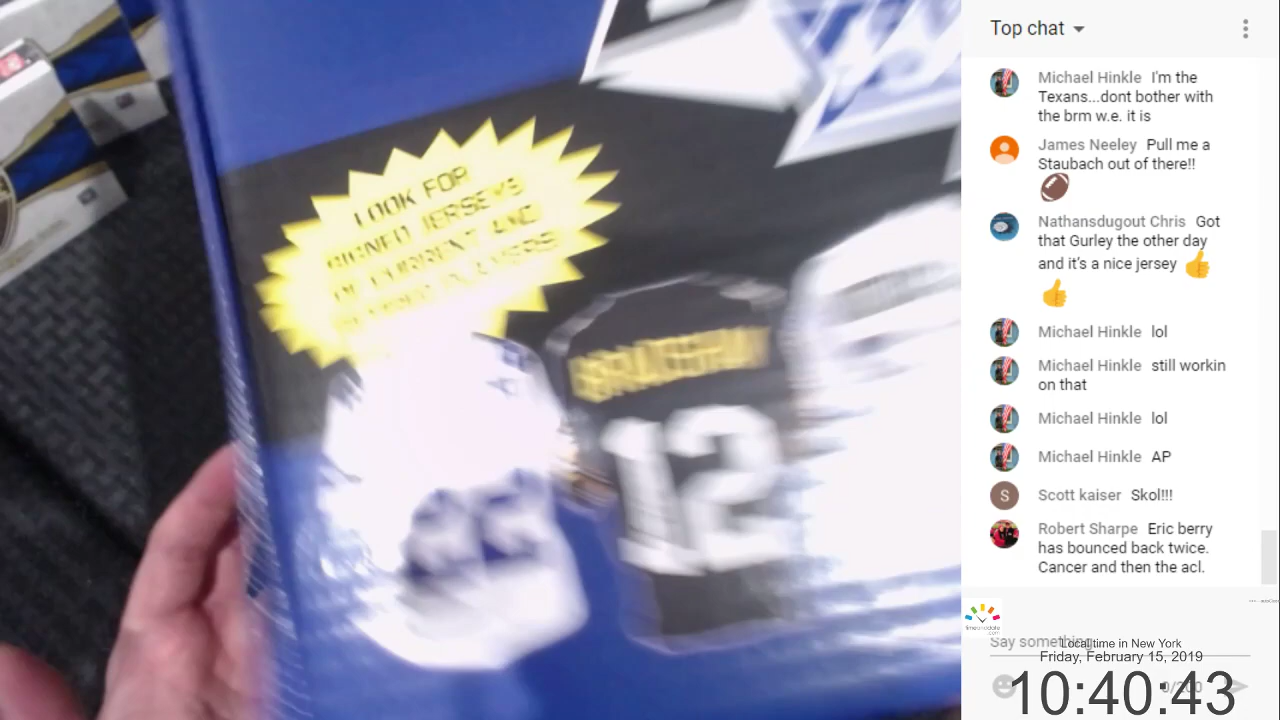 LOOK FOR
SIGNED JERSEYS
OF CURRENT AND
BRADSHAW
12
Top chat
Michael Hinkle I'm the
Texans...dont bother with
the brm w.e. it is
James Neeley Pull me a
Staubach out of there!!
Nathansdugout Chris Got
that Gurley the other day
and it's a nice jersey
Michael Hinkle lol
Michael Hinkle still workin
on that
Michael Hinkle lol
Michael Hinkle AP
S
Scott kaiser Skol!!!
Robert Sharpe Eric berry
has bounced back twice.
Cancer and then the acl.
Say something...
Local time in New York
Friday, February 15, 2019
10:40:43